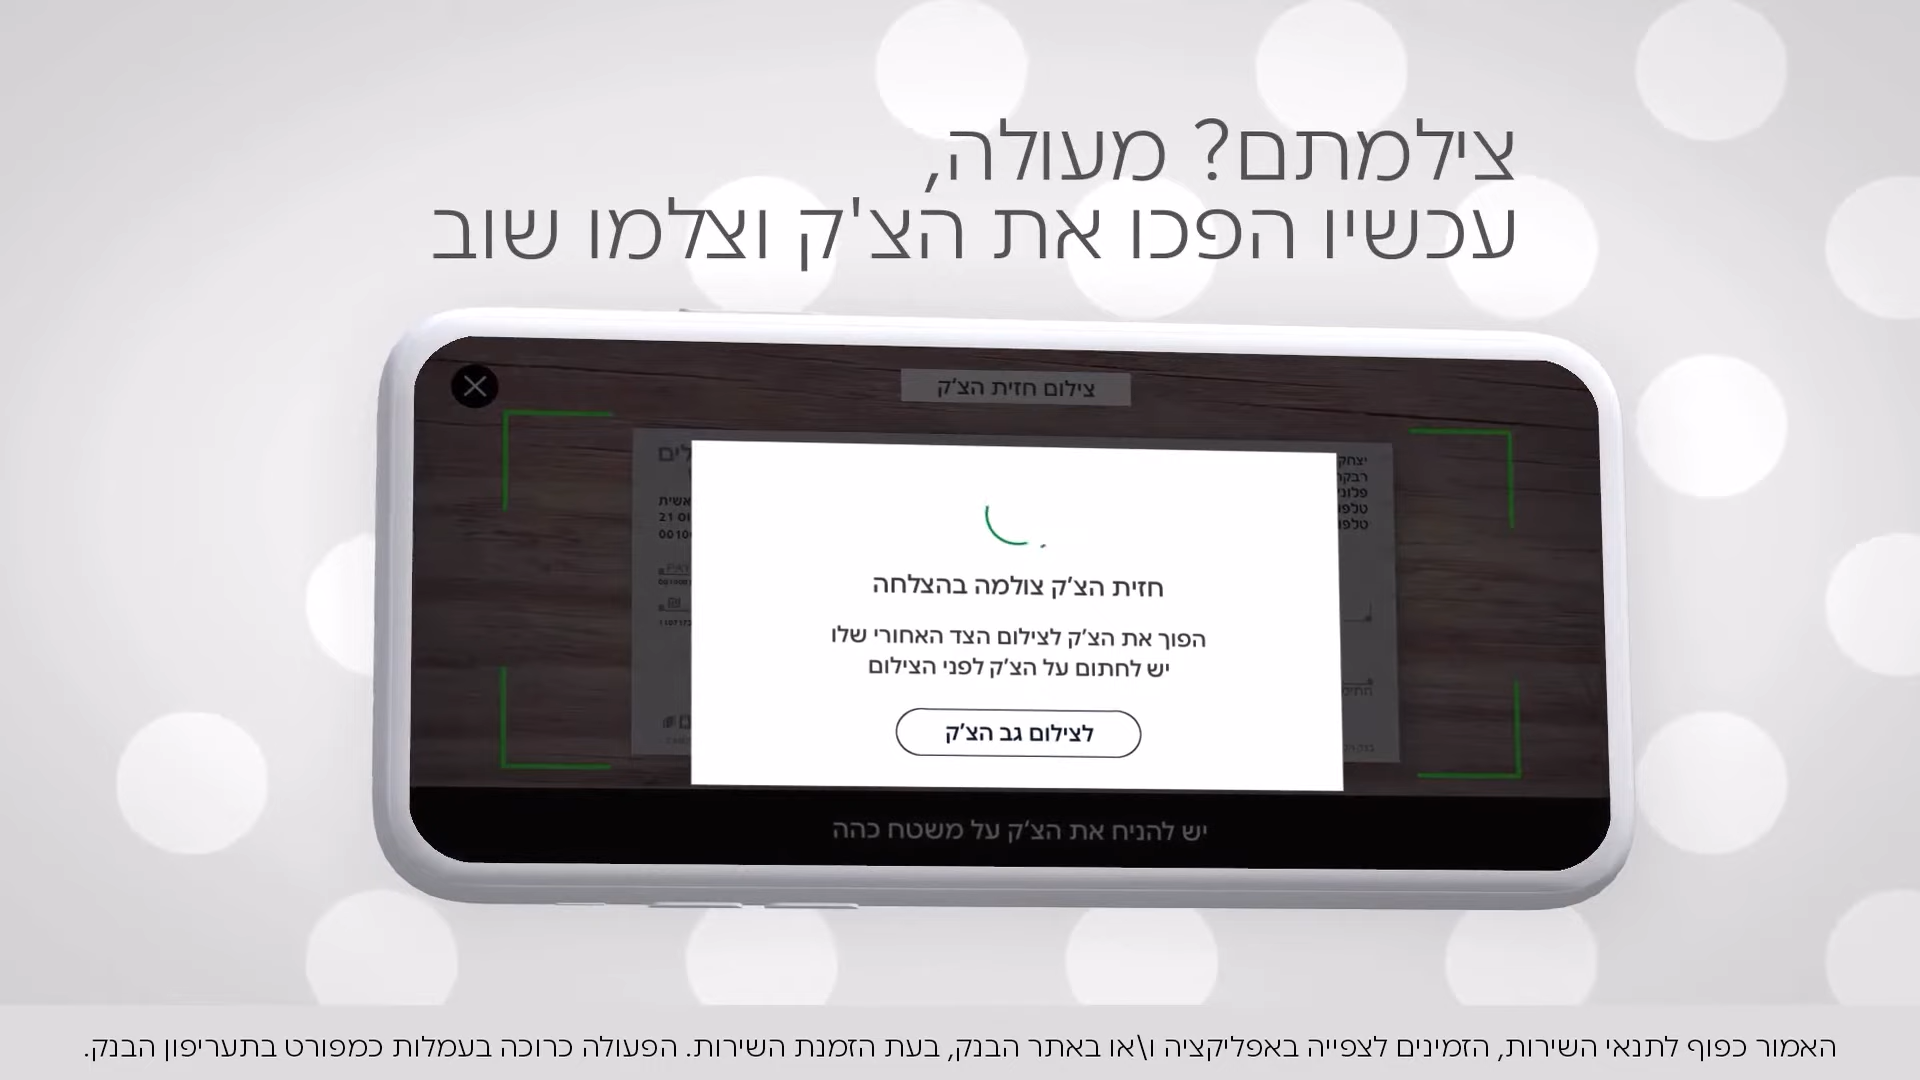 צילמתם? מעולה,
עכשיו הפכו את הצ'ק וצלמו שוב
צילום חזית הצ'ק
יצחק
רבקה
חזית הצ'ק צולמה בהצלחה
הפוך את הצ'ק לצילום הצד האחורי שלו
יש לחתום על הצ'ק לפני הצילום
לצילום גב הצ'ק
יש להניח את הצ'ק על משטח כהה
האמור כפוף לתנאי השירות, הזמינים לצפייה באפליקציה ו\או באתר הבנק, בעת הזמנת השירות. הפעולה כרוכה בעמלות כמפורט בתעריפון הבנק.